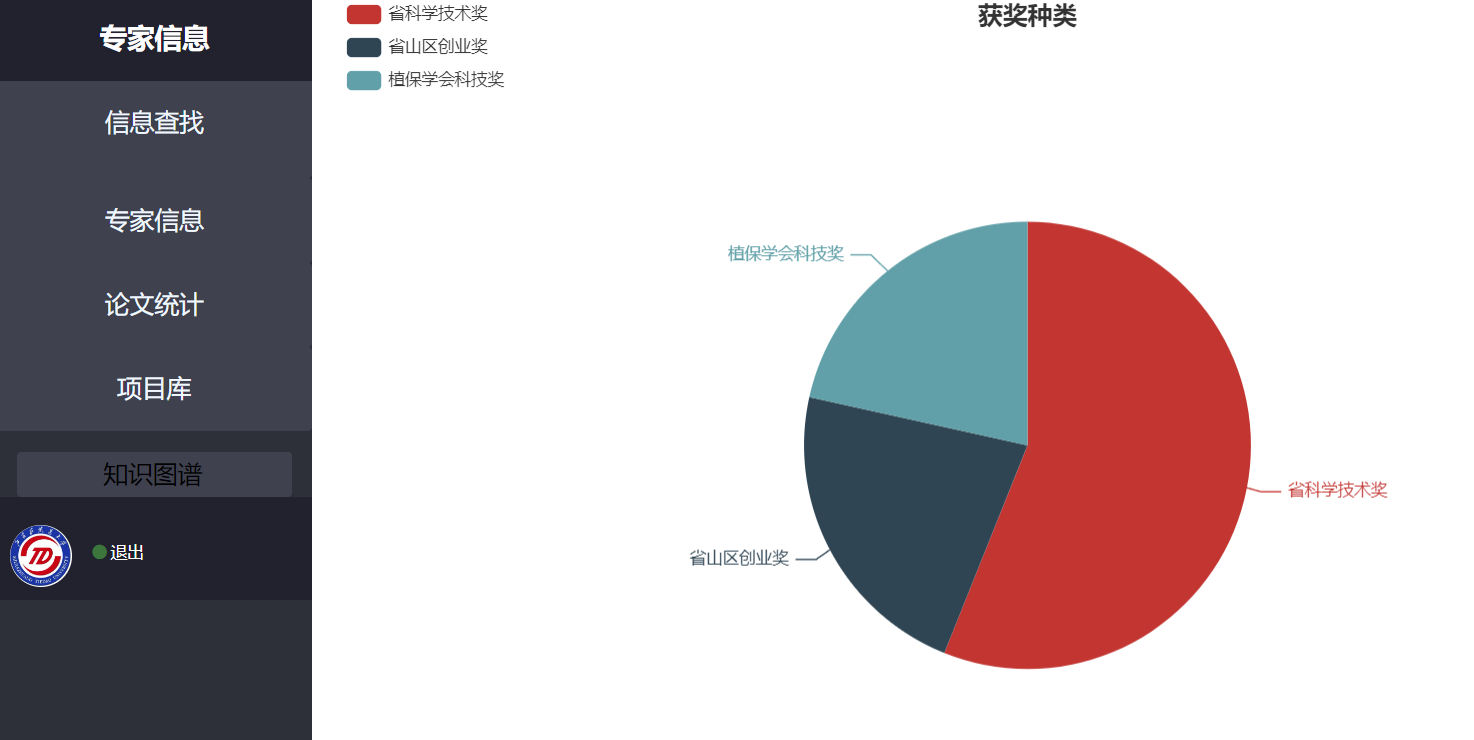 专家信息
信息查找
专家信息
论文统计
项目库
知识图谱
退出
省科学技术奖
省山区创业奖
植保学会科技奖
获奖种类
植保学会科技奖
省科学技术奖
省山区创业奖